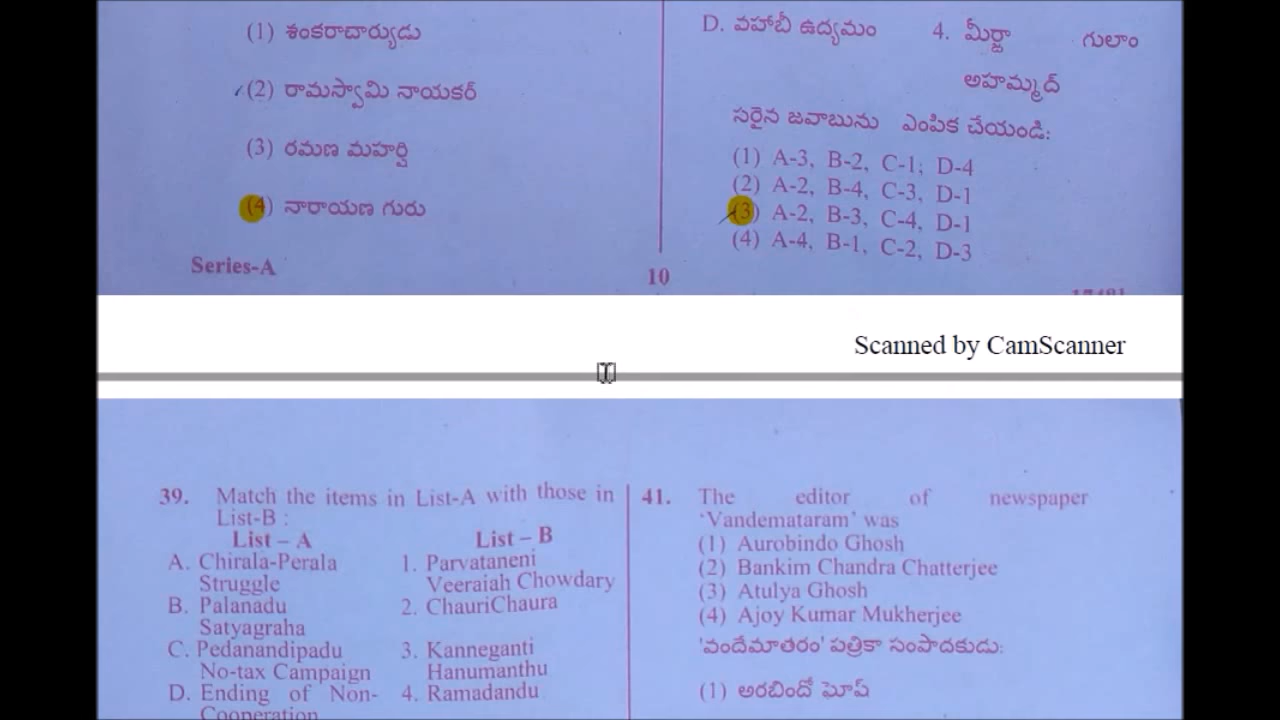 (1) శంకరాచార్యుడు
(2) రామస్వామి నాయకర్
(3) రమణ మహర్షి
(4) నారాయణ గురు
Series-A
D. వహాబీ ఉద్యమం 4. మీర్జా గులాం
అహమ్మద్
సరైన జవాబును ఎంపిక చేయండి:
(1) A-3, B-2, C-1; D-4
(2) A-2, B-4, C-3, D-1
(3) A-2, B-3, C-4, D-1
(4) A-4, B-1, C-2, D-3
10
Scanned by CamScanner
39. Match the items in List-A with those in
List-B :
List – A List – B
A. Chirala-Perala 1. Parvataneni
Struggle Veeraiah Chowdary
B. Palanadu 2. ChauriChaura
Satyagraha
C. Pedanandipadu 3. Kanneganti
No-tax Campaign Hanumanthu
D. Ending of Non- 4. Ramadandu
Cooperation
41. The editor of newspaper
'Vandemataram' was
(1) Aurobindo Ghosh
(2) Bankim Chandra Chatterjee
(3) Atulya Ghosh
(4) Ajoy Kumar Mukherjee
'వందేమాతరం' పత్రికా సంపాదకుడు:
(1) అరబిందో ఘోష్